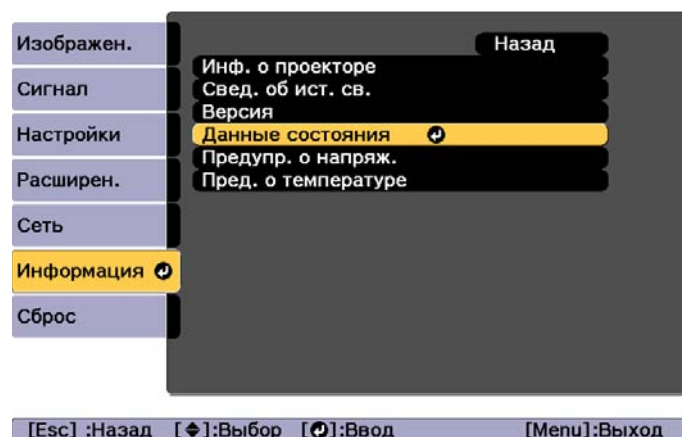 Изображен.
Сигнал
Настройки
Расширен.
Сеть
Информация
Сброс
Назад
Инф. о проекторе
Свед. об ист. св.
Версия
Данные состояния
Предупр. о напряж.
Пред. о температуре
[Esc] :Назад [◆]:Выбор [↵]:Ввод [Menu]:Выход